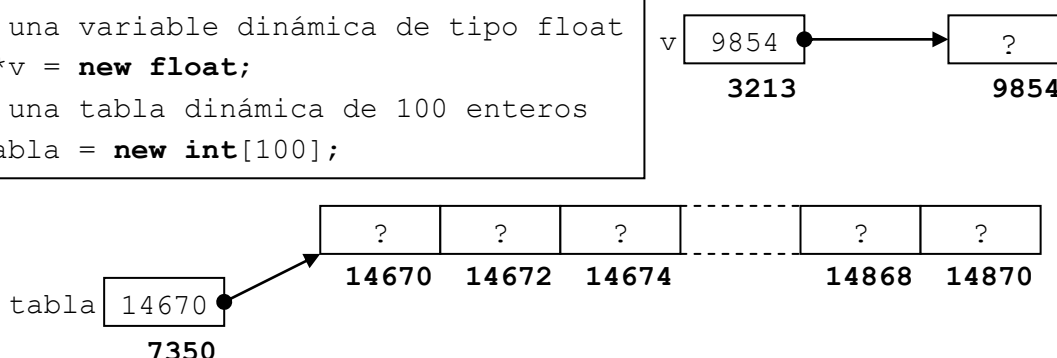 una variable dinámica de tipo float
*v = new float;
una tabla dinámica de 100 enteros
abla = new int[100];
v 9854 ?
3213 9854
? ? ? ? ?
14670 14672 14674 14868 14870
tabla 14670
7350